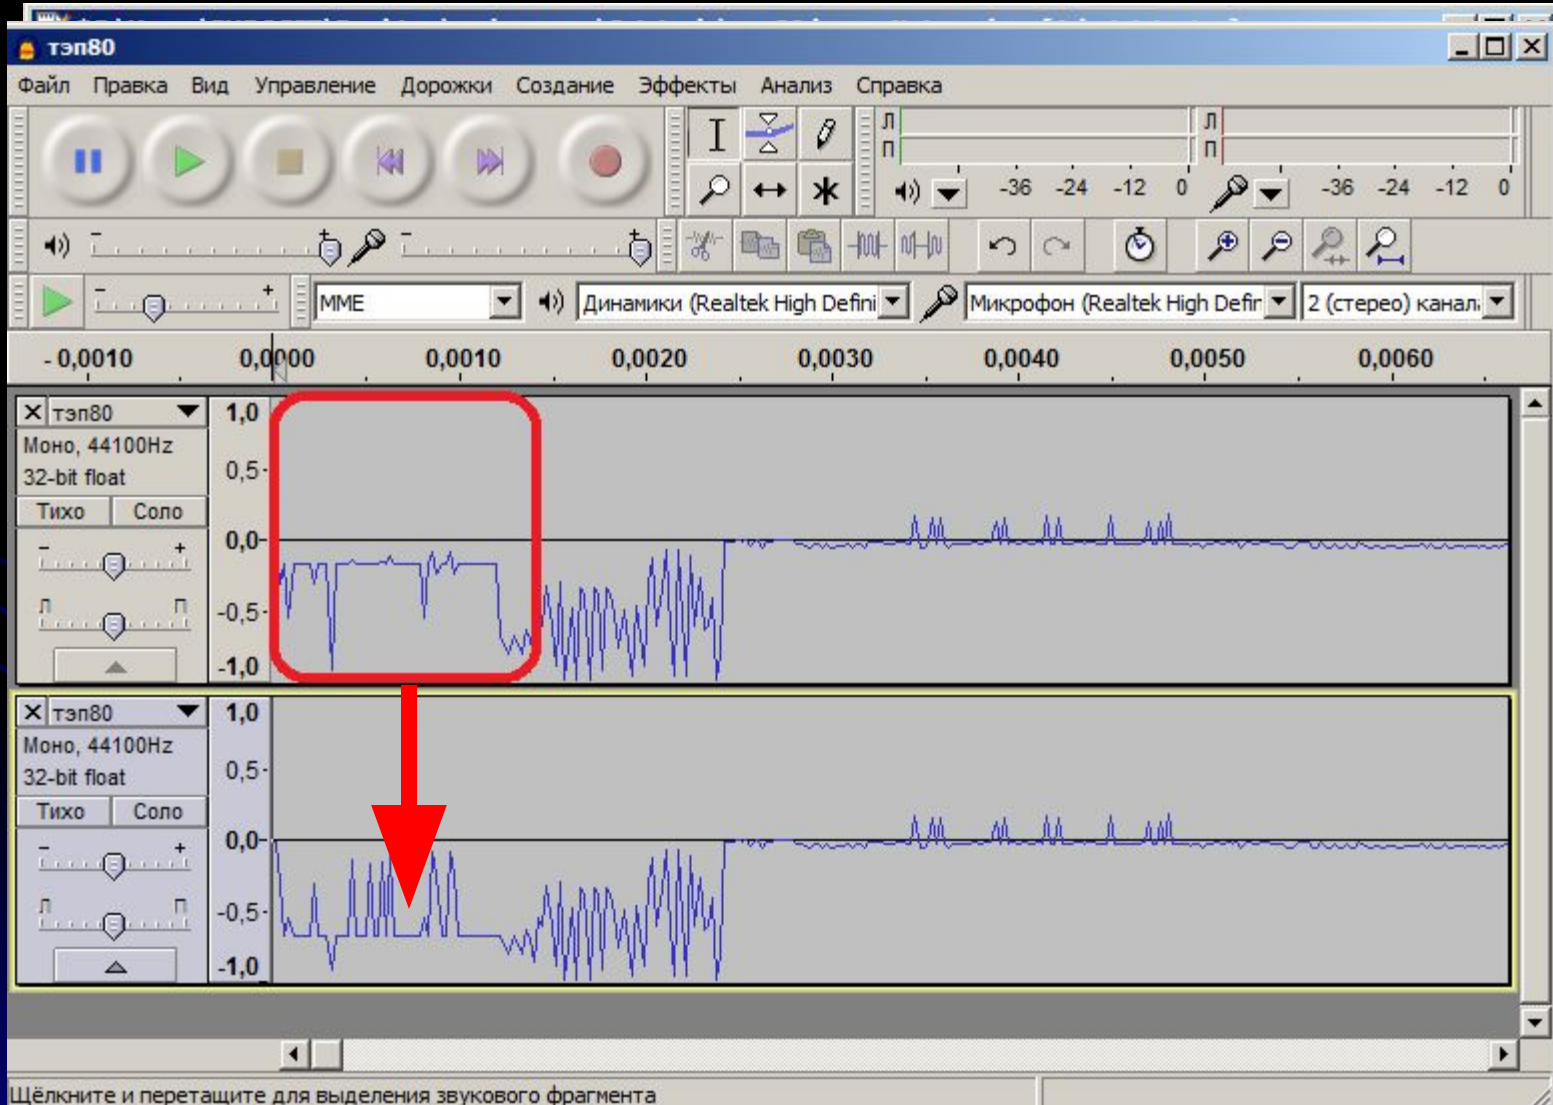 тэп80
Файл Правка Вид Управление Дорожки Создание Эффекты Анализ Справка
Л
П
-36 -24 -12 0
Л
П
-36 -24 -12 0
- +
- +
- +
MME
Динамики (Realtek High Defini
Микрофон (Realtek High Defir
2 (стерео) канал
- 0,0010 0,0000 0,0010 0,0020 0,0030 0,0040 0,0050 0,0060
тэп80
Моно, 44100Hz
32-bit float
Тихо Соло
- +
Л П
1,0
0,5
0,0
-0,5
-1,0
тэп80
Моно, 44100Hz
32-bit float
Тихо Соло
- +
Л П
1,0
0,5
0,0
-0,5
-1,0
Щёлкните и перетащите для выделения звукового фрагмента